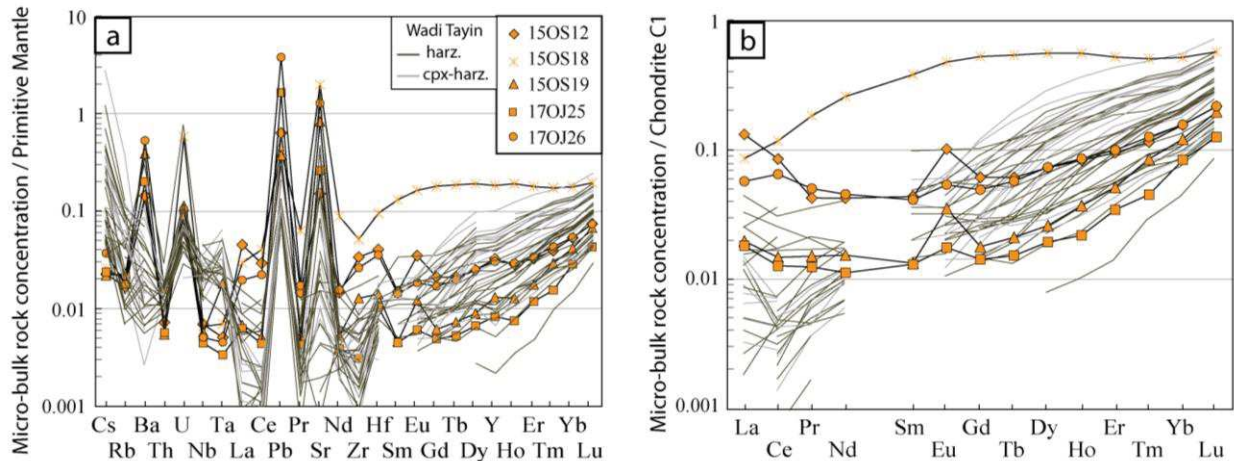 Micro-bulk rock concentration / Primitive Mantle
10
1
0.1
0.01
0.001
a
Wadi Tayin
harz.
cpx-harz.
15OS12
15OS18
15OS19
17OJ25
17OJ26
Cs Ba U Ta Ce Pr Nd Hf Eu Tb Y Er Yb
Rb Th Nb La Pb Sr Zr Sm Gd Dy Ho Tm Lu
Micro-bulk rock concentration / Chondrite C1
1
0.1
0.01
0.001
b
La Pr Nd Sm Gd Dy Er Yb
Ce Eu Tb Ho Tm Lu